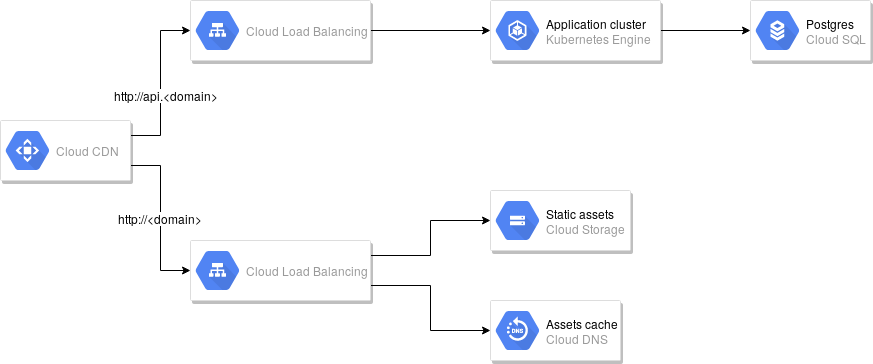 Cloud Load Balancing
Application cluster
Kubernetes Engine
Postgres
Cloud SQL
http://api.<domain>
Cloud CDN
http://<domain>
Static assets
Cloud Storage
Cloud Load Balancing
DNS
Assets cache
Cloud DNS